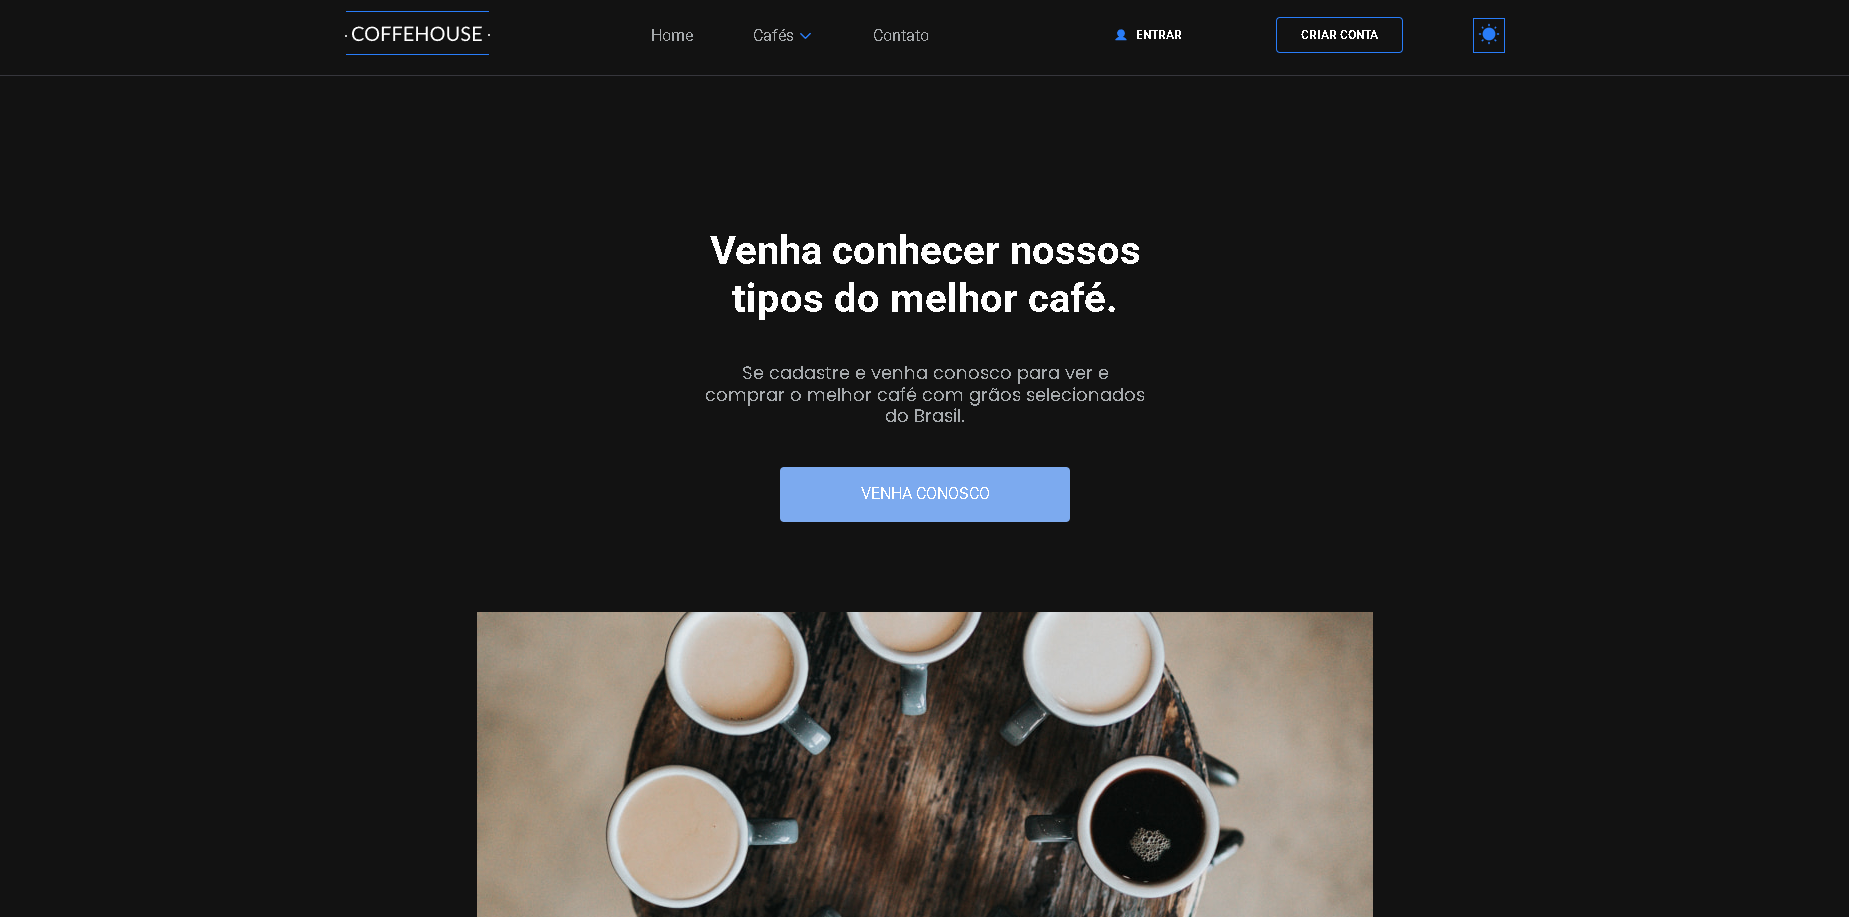 · COFFEHOUSE ·
Home
Cafés
Contato
ENTRAR
CRIAR CONTA
Venha conhecer nossos
tipos do melhor café.
Se cadastre e venha conosco para ver e
comprar o melhor café com grãos selecionados
do Brasil.
VENHA CONOSCO